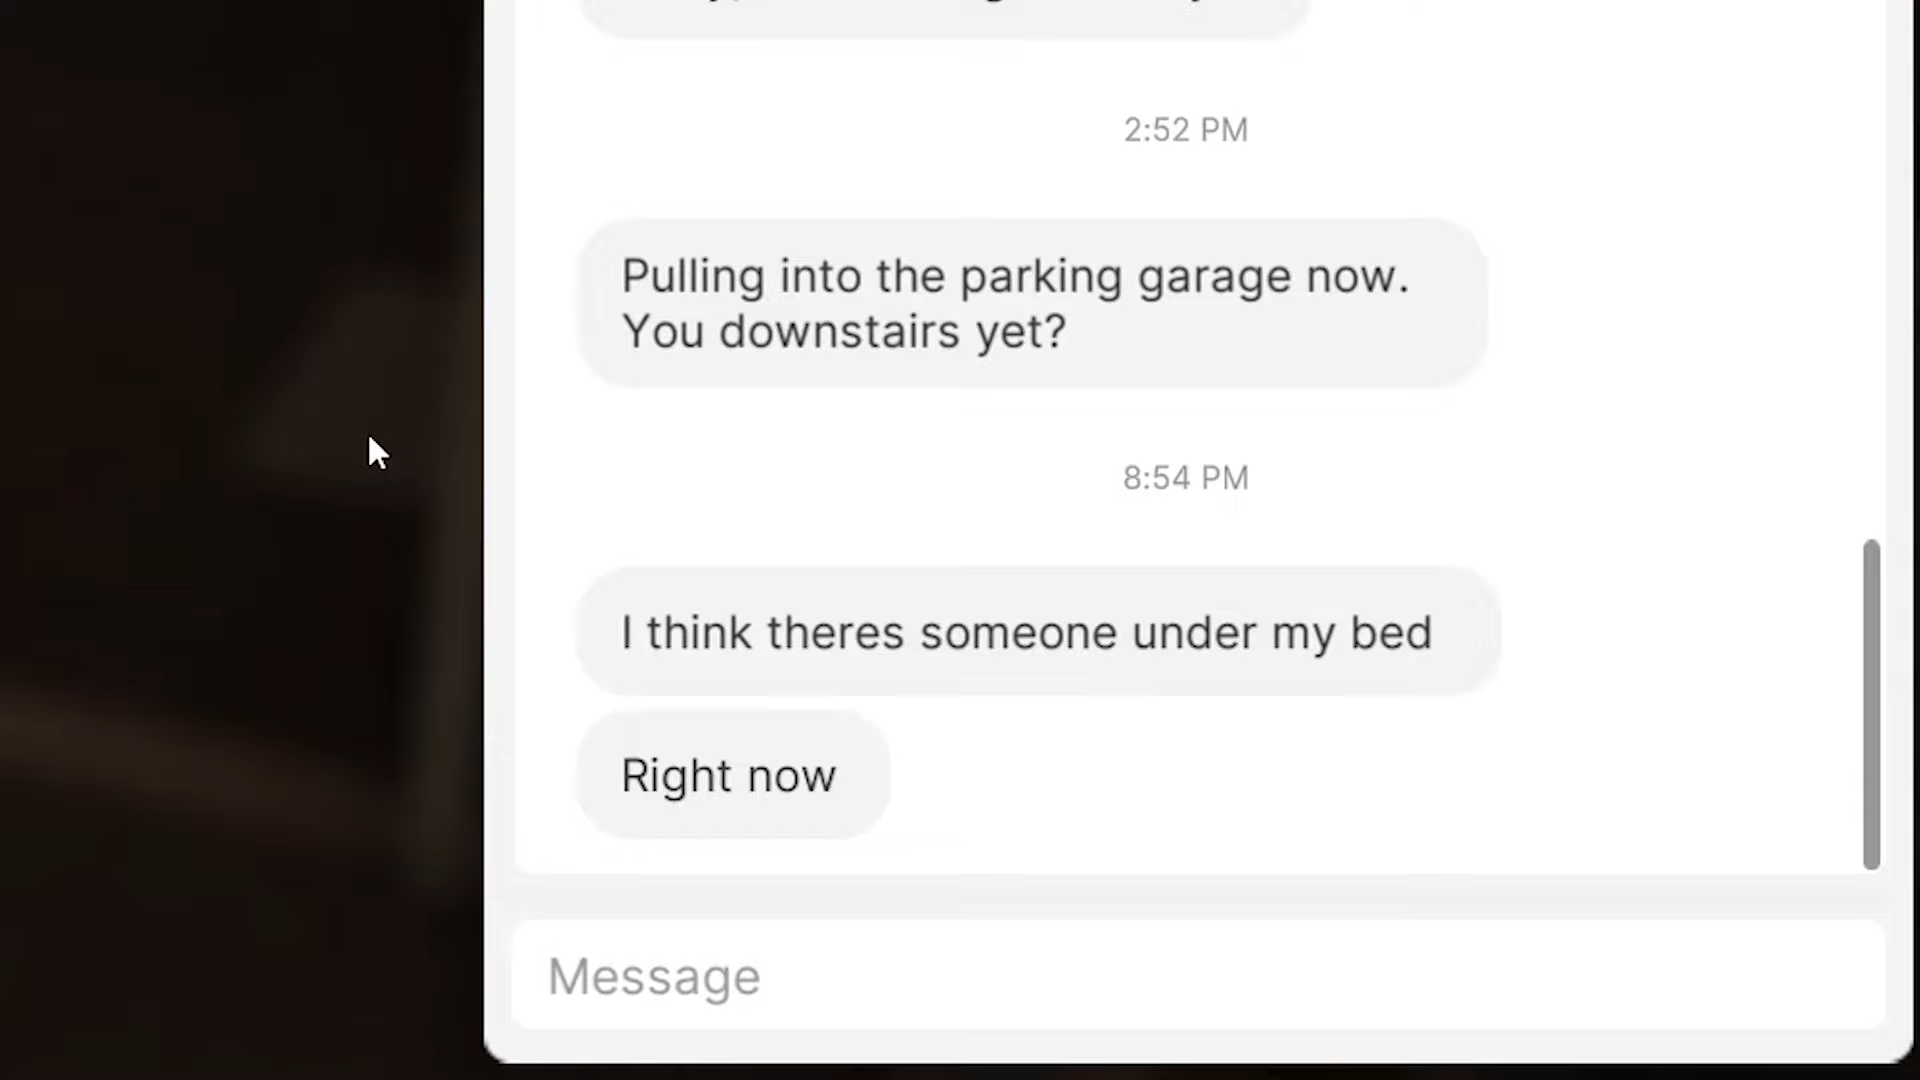 2:52 PM
Pulling into the parking garage now.
You downstairs yet?
8:54 PM
I think theres someone under my bed
Right now
Message